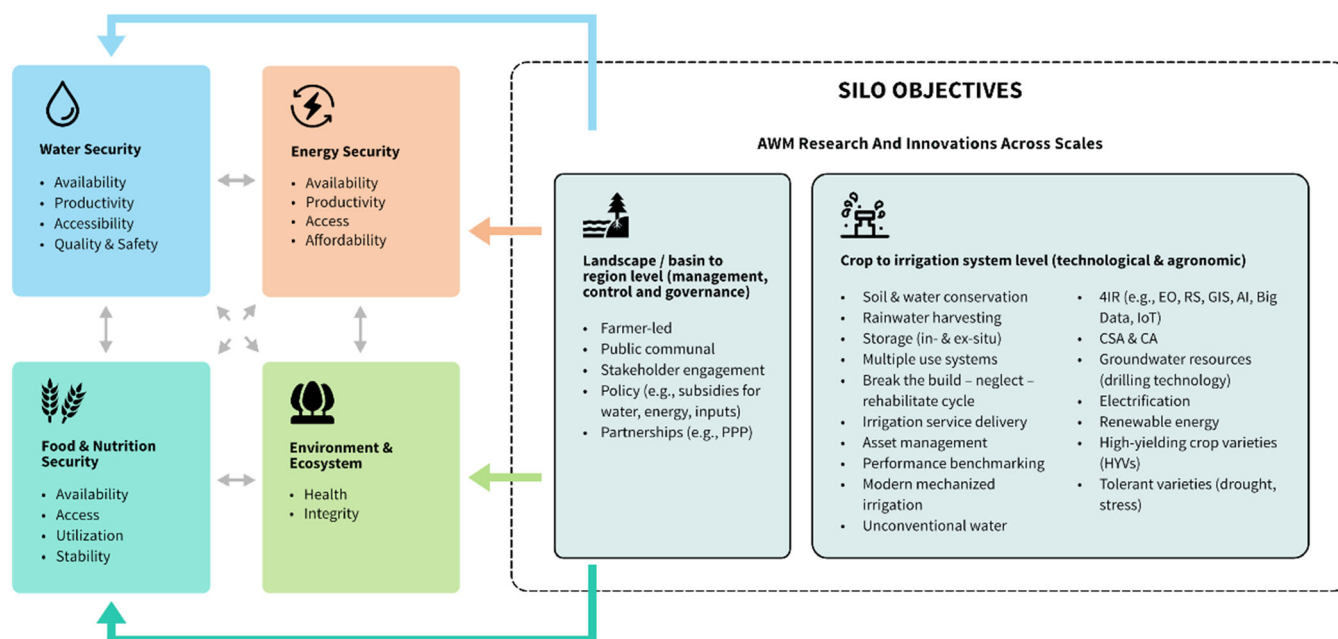 Water Security
• Availability
• Productivity
• Accessibility
• Quality & Safety
Energy Security
• Availability
• Productivity
• Access
• Affordability
Food & Nutrition
Security
• Availability
• Access
• Utilization
• Stability
Environment &
Ecosystem
• Health
• Integrity
SILO OBJECTIVES
AWM Research And Innovations Across Scales
Landscape / basin to
region level (management,
control and governance)
• Farmer-led
• Public communal
• Stakeholder engagement
• Policy (e.g., subsidies for
water, energy, inputs)
• Partnerships (e.g., PPP)
Crop to irrigation system level (technological & agronomic)
• Soil & water conservation
• Rainwater harvesting
• Storage (in- & ex-situ)
• Multiple use systems
• Break the build – neglect –
rehabilitate cycle
• Irrigation service delivery
• Asset management
• Performance benchmarking
• Modern mechanized
irrigation
• Unconventional water
• 4IR (e.g., EO, RS, GIS, AI, Big
Data, IoT)
• CSA & CA
• Groundwater resources
(drilling technology)
• Electrification
• Renewable energy
• High-yielding crop varieties
(HYVs)
• Tolerant varieties (drought,
stress)